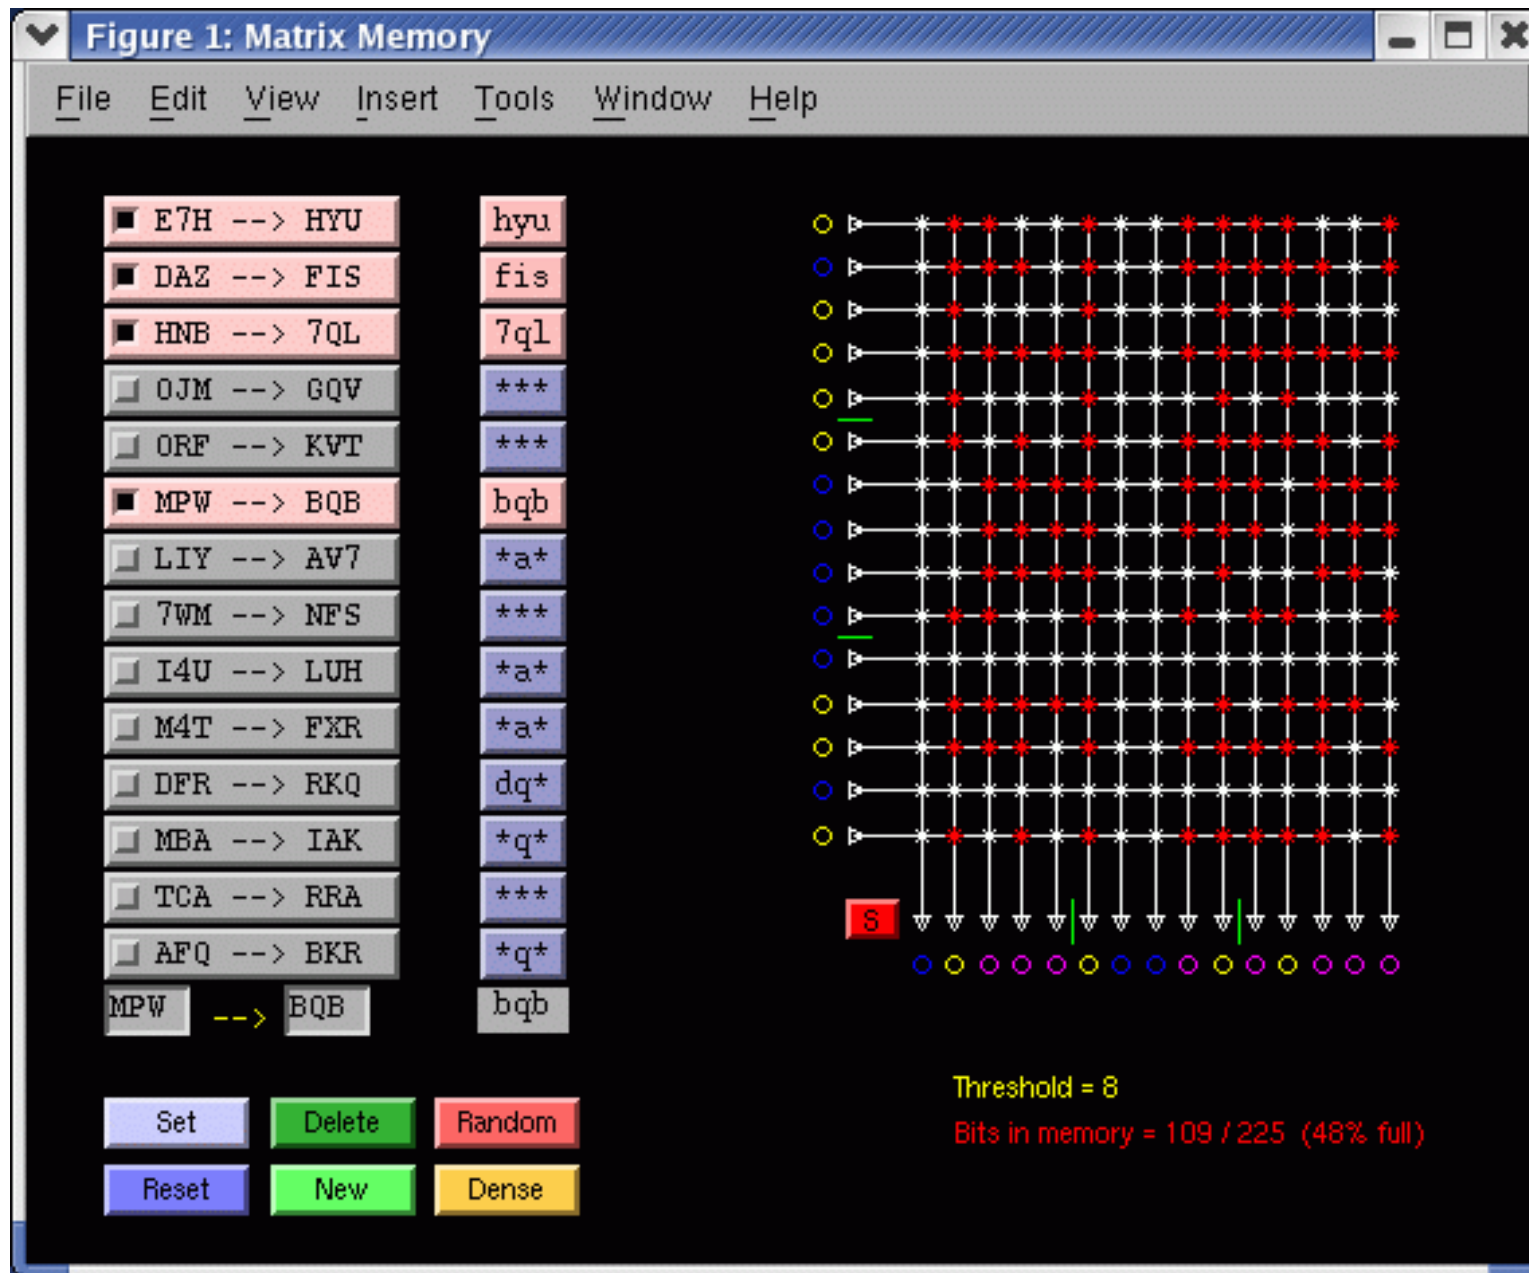 Figure 1: Matrix Memory
File Edit View Insert Tools Window Help
E7H --> HYU hyu
DAZ --> FIS fis
HNB --> 7QL 7ql
OJM --> GQV ***
ORF --> KVT ***
MPW --> BQB bqb
LIY --> AV7 *a*
7WM --> NFS ***
I4U --> LUH *a*
M4T --> FXR *a*
DFR --> RKQ dq*
MBA --> IAK *q*
TCA --> RRA ***
AFQ --> BKR *q*
S
MPW --> BQB bqb
Threshold = 8
Set Delete Random
Bits in memory = 109 / 225 (48% full)
Reset New Dense